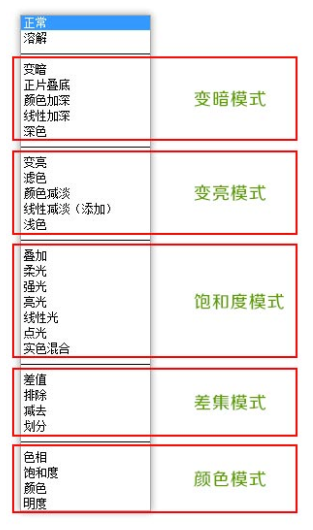 正常
溶解
变暗
正片叠底
颜色加深
线性加深
深色
变暗模式
变亮
滤色
颜色减淡
线性减淡（添加）
浅色
变亮模式
叠加
柔光
强光
亮光
线性光
点光
实色混合
饱和度模式
差值
排除
减去
划分
差集模式
色相
饱和度
颜色
明度
颜色模式